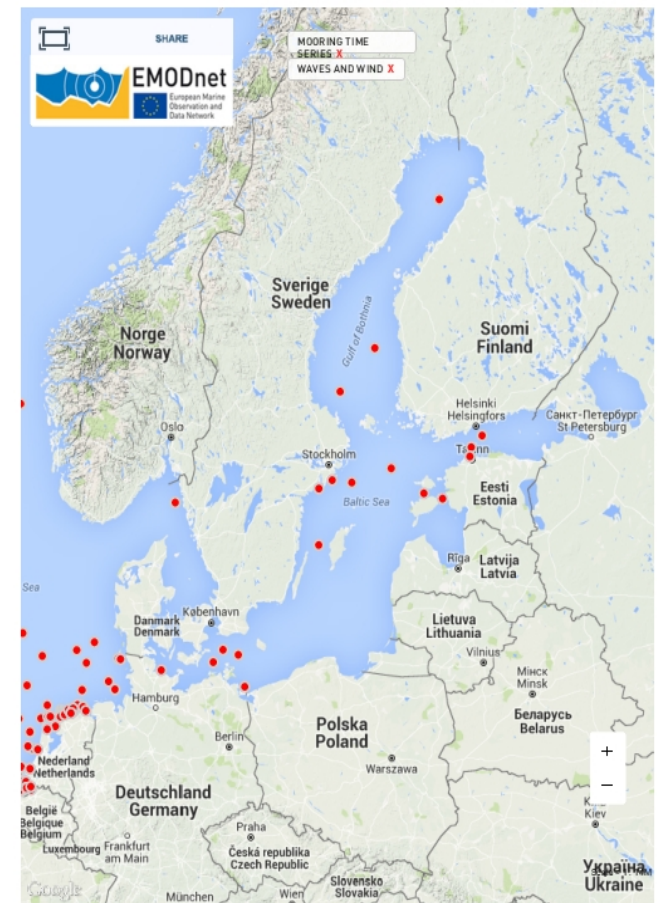 SHARE
EMODnet
European Marine
Observation and
Data Network
MOORING TIME
SERIES X
WAVES AND WIND X
Sverige
Sweden
Norge
Norway
Gulf of Bothnia
Suomi
Finland
Oslo
Helsinki
Helsingfors
Санкт-Петербург
St Petersburg
Stockholm
Baltic Sea
Eesti
Estonia
Sea
Rīga
Latvija
Latvia
Danmark
Denmark
København
Lietuva
Lithuania
Vilnius
Мінск
Minsk
Беларусь
Belarus
Hamburg
Berlin
Polska
Poland
Warszawa
+
−
Nederland
Netherlands
Deutschland
Germany
België
Belgique
Belgium
Luxembourg
Frankfurt
am Main
Praha
Česká republika
Czech Republic
Kiev
Україна
Ukraine
Slovensko
Slovakia
München
Wien
Google